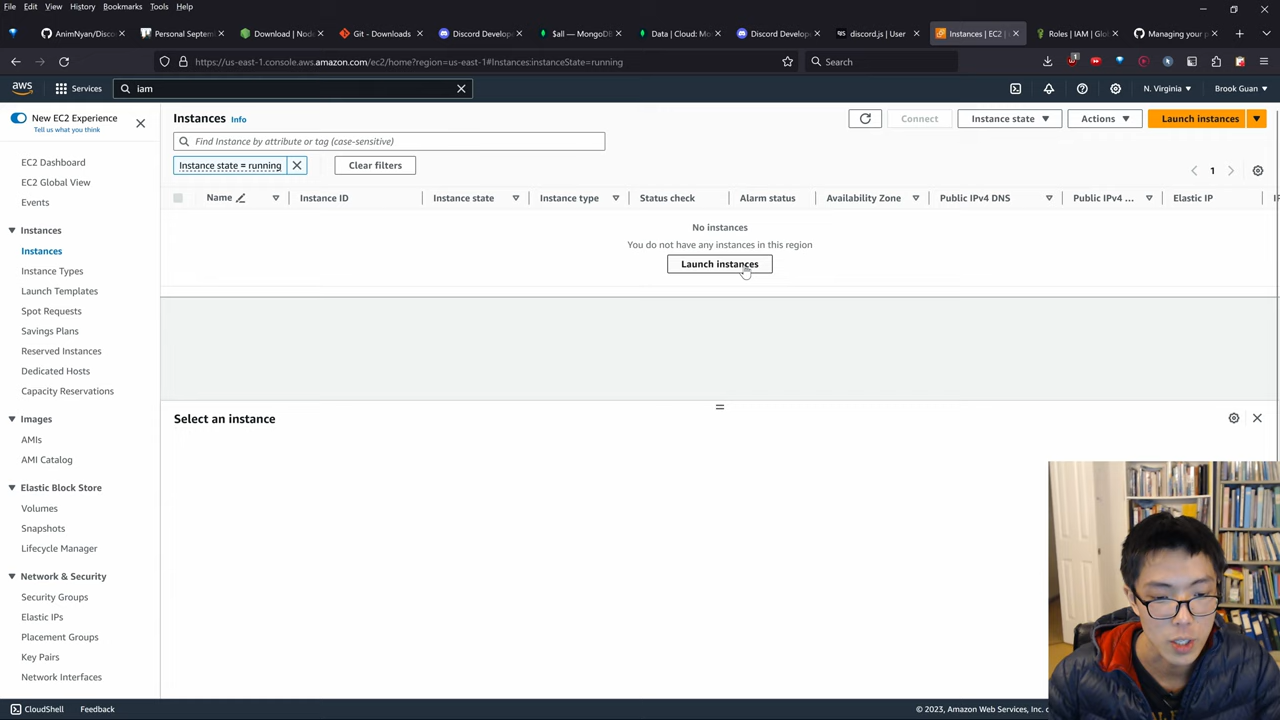 File Edit View History Bookmarks Tools Help
AnimNyan/Disco
Personal Septem
Download | Node
Git - Downloads
Discord Develope
$all — MongoDB
Data | Cloud: Mon
Discord Develope
discord.js | User
Instances | EC2 |
Roles | IAM | Glob
Managing your p
https://us-east-1.console.aws.amazon.com/ec2/home?region=us-east-1#Instances:instanceState=running
Search
aws
Services
iam
N. Virginia
Brook Guan
New EC2 Experience
Tell us what you think
EC2 Dashboard
EC2 Global View
Events
Instances
Instances
Instance Types
Launch Templates
Spot Requests
Savings Plans
Reserved Instances
Dedicated Hosts
Capacity Reservations
Images
AMIs
AMI Catalog
Elastic Block Store
Volumes
Snapshots
Lifecycle Manager
Network & Security
Security Groups
Elastic IPs
Placement Groups
Key Pairs
Network Interfaces
Instances Info
Connect
Instance state
Actions
Launch instances
Find Instance by attribute or tag (case-sensitive)
Instance state = running
Clear filters
1
Name Instance ID Instance state Instance type Status check Alarm status Availability Zone Public IPv4 DNS Public IPv4 ... Elastic IP
No instances
You do not have any instances in this region
Launch instances
Select an instance
CloudShell Feedback
© 2023, Amazon Web Services, Inc.